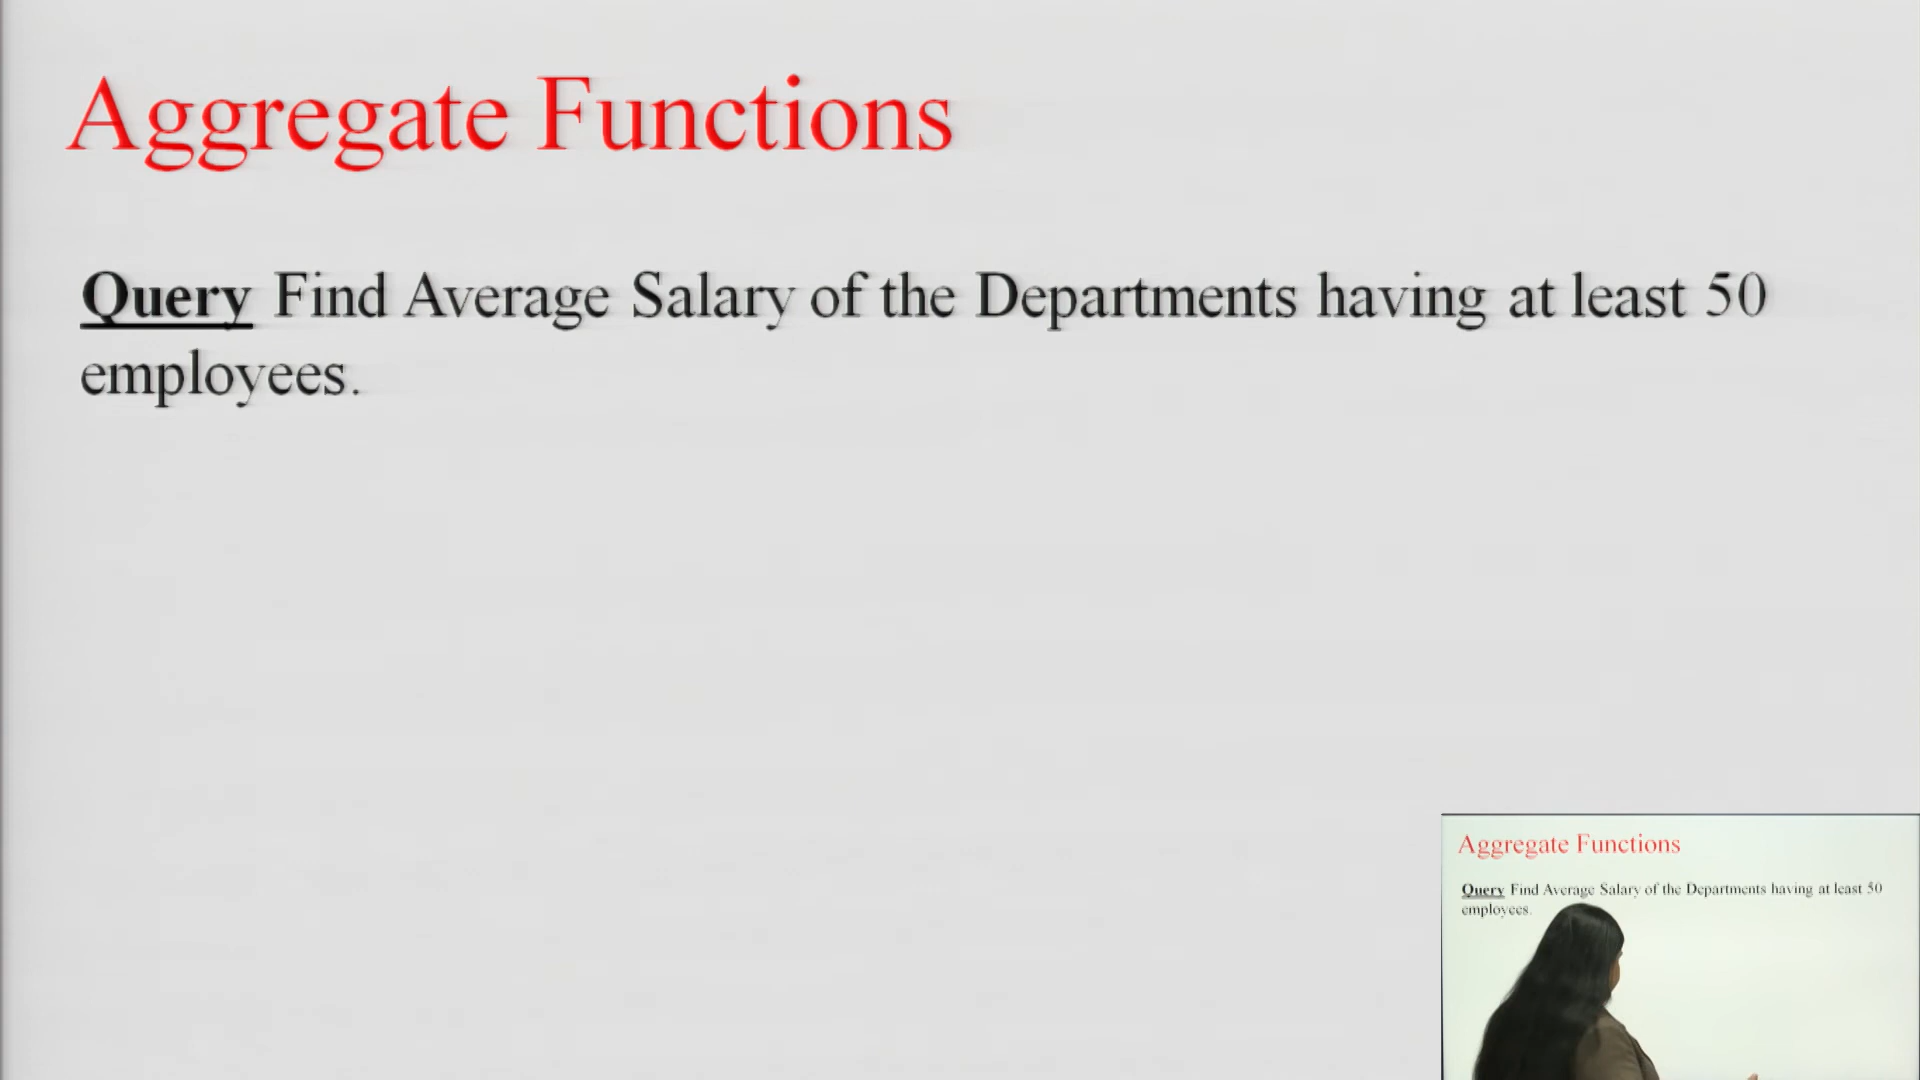 Aggregate Functions
Query Find Average Salary of the Departments having at least 50
employees.
Aggregate Functions
Query Find Average Salary of the Departments having at least 50
employees.